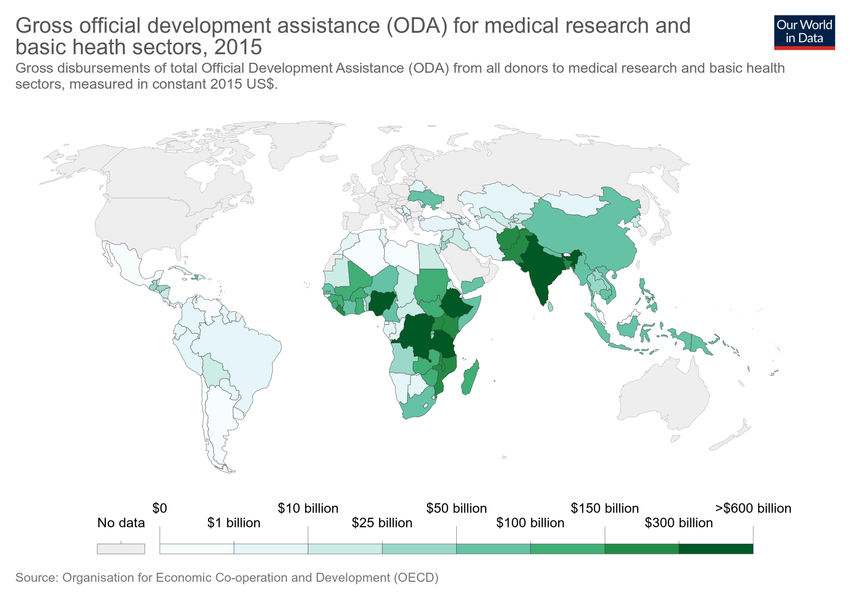 Gross official development assistance (ODA) for medical research and
basic heath sectors, 2015
Our World
in Data
Gross disbursements of total Official Development Assistance (ODA) from all donors to medical research and basic health
sectors, measured in constant 2015 US$.
No data
$0
$1 billion
$10 billion
$25 billion
$50 billion
$100 billion
$150 billion
$300 billion
>$600 billion
Source: Organisation for Economic Co-operation and Development (OECD)